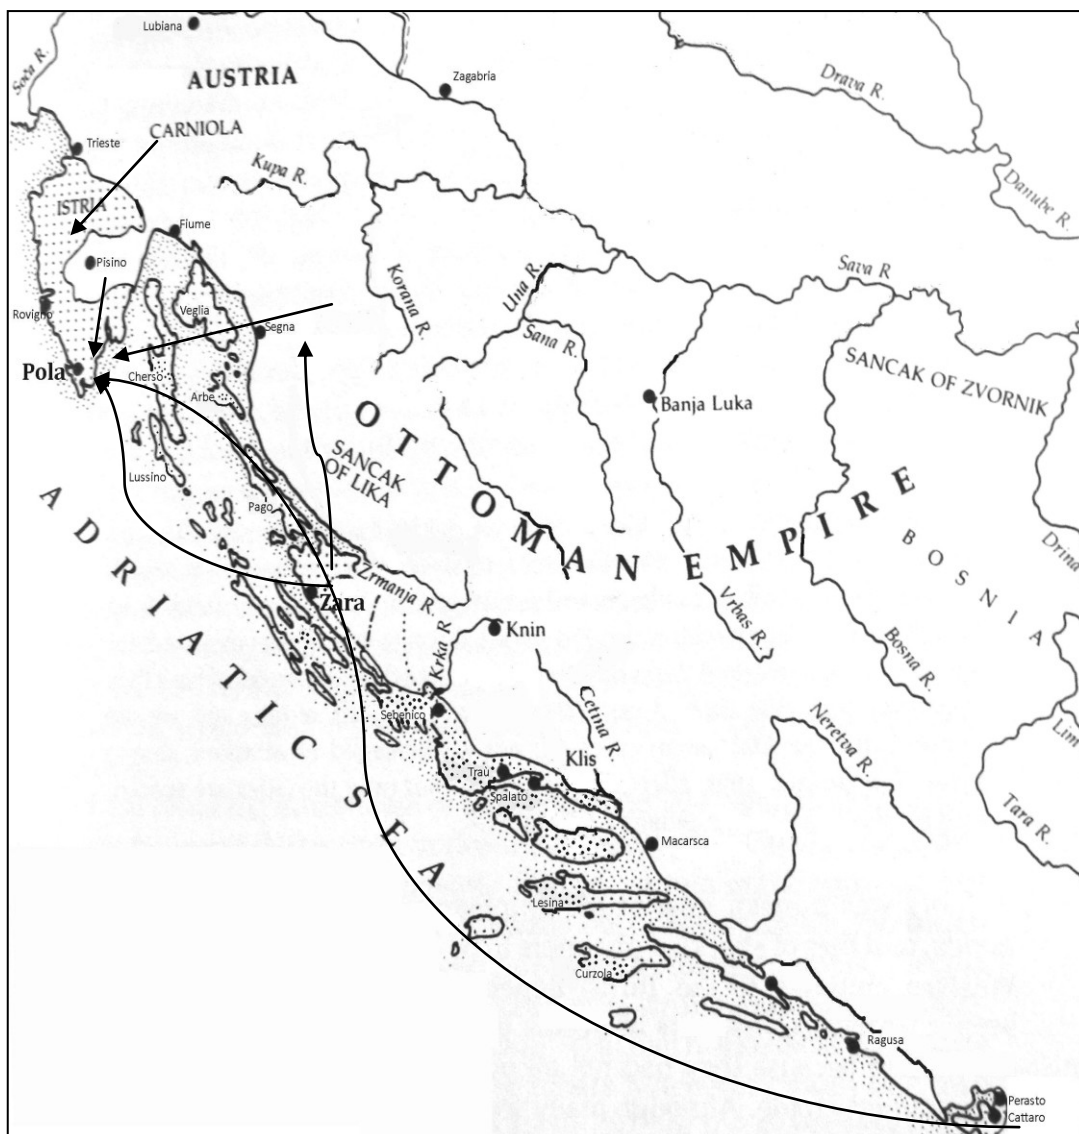 Lubiana
Soča R.
AUSTRIA
Zagabria
Drava R.
CARNIOLA
Trieste
Kupa R.
Danube R.
ISTRIA
Fiume
Pisino
Korana R.
Una R.
Sava R
Rovigno
Veglia
Segna
Sana R.
SANCAK
OF ZVORNIK
Pola
Cherso
Arbe
Banja Luka
OTTOMAN EMPIRE
SANCAK
OF LIKA
Lussino
Pago
BOSNIA
Drina
ADRIATIC SEA
Zrmanja R.
Zara
Vrbas R.
Knin
Krka R.
Bosna R.
Cetina R.
Sebenico
Neretva R.
Lim
Klis
Traù
Spalato
Tara R.
Macarsca
Lesina
Curzola
Ragusa
Perasto
Cattaro